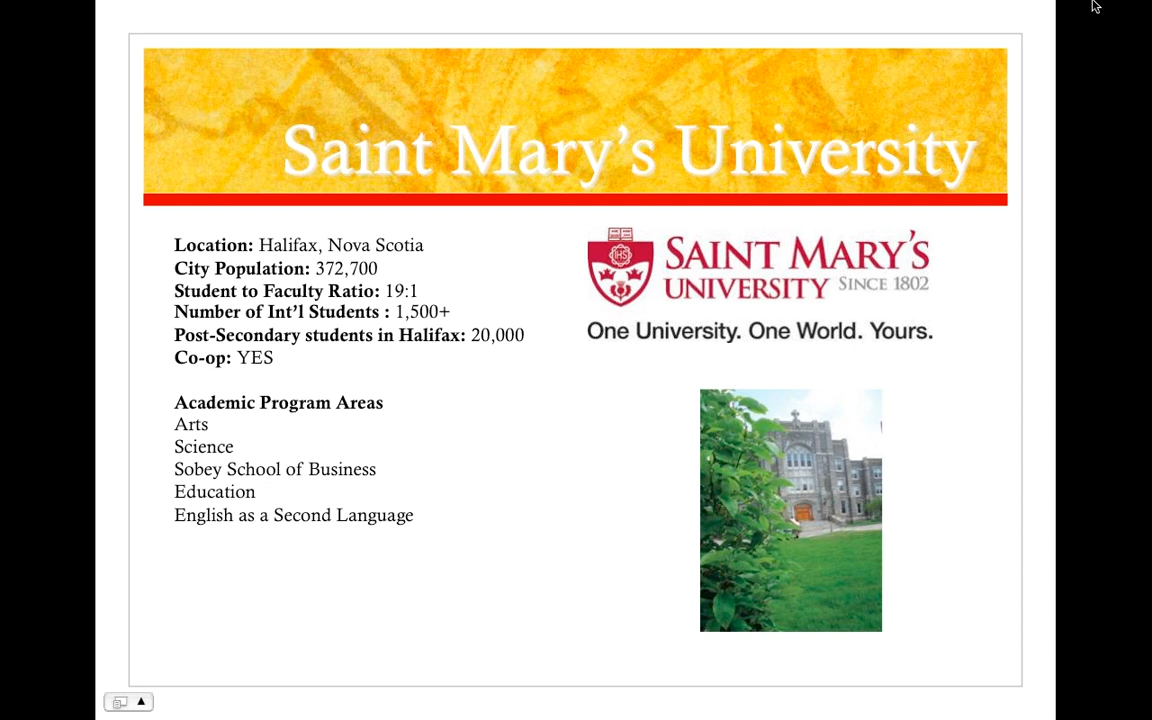 Saint Mary’s University
Location: Halifax, Nova Scotia
City Population: 372,700
Student to Faculty Ratio: 19:1
Number of Int’l Students : 1,500+
Post-Secondary students in Halifax: 20,000
Co-op: YES
Academic Program Areas
Arts
Science
Sobey School of Business
Education
English as a Second Language
IHS
SAINT MARY’S
UNIVERSITY SINCE 1802
One University. One World. Yours.